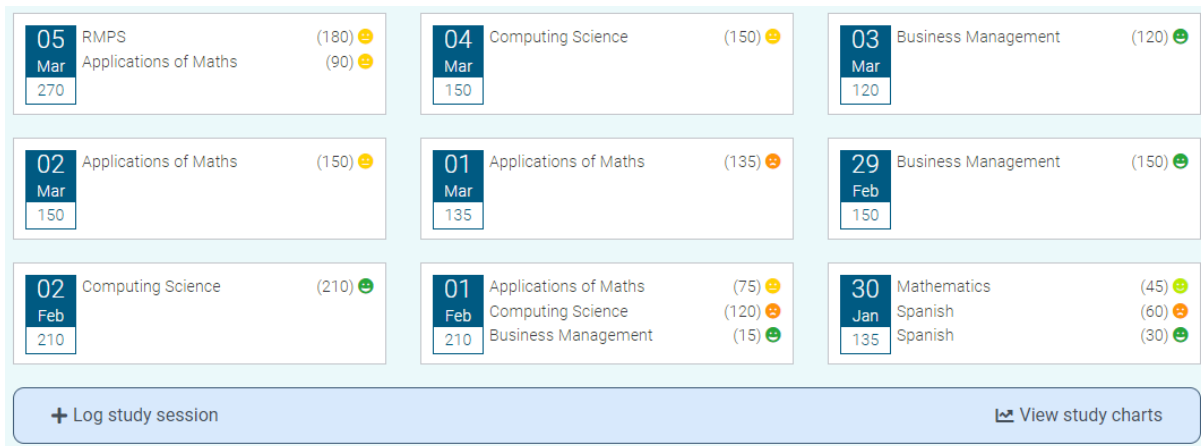 05
Mar
270
RMPS (180)
Applications of Maths (90)
04
Mar
150
Computing Science (150)
03
Mar
120
Business Management (120)
02
Mar
150
Applications of Maths (150)
01
Mar
135
Applications of Maths (135)
29
Feb
150
Business Management (150)
02
Feb
210
Computing Science (210)
01
Feb
210
Applications of Maths (75)
Computing Science (120)
Business Management (15)
30
Jan
135
Mathematics (45)
Spanish (60)
Spanish (30)
Log study session
View study charts